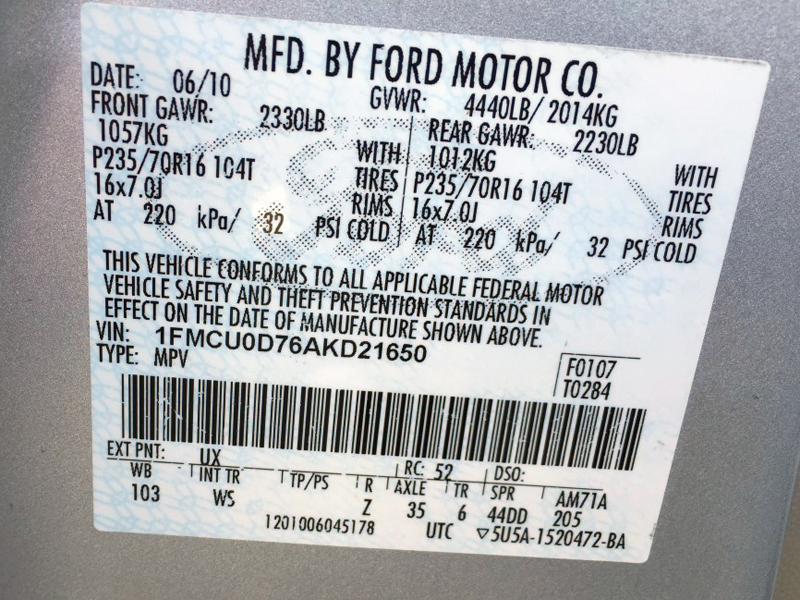 MFD. BY FORD MOTOR CO.
DATE: 06/10 GVWR: 4440LB/ 2014KG
FRONT GAWR: 2330LB REAR GAWR: 2230LB
1057KG WITH 1012KG WITH
P235/70R16 104T TIRES P235/70R16 104T TIRES
16x7.0J RIMS 16x7.0J RIMS
AT 220 kPa/ 32 PSI COLD AT 220 kPa/ 32 PSI COLD
THIS VEHICLE CONFORMS TO ALL APPLICABLE FEDERAL MOTOR
VEHICLE SAFETY AND THEFT PREVENTION STANDARDS IN
EFFECT ON THE DATE OF MANUFACTURE SHOWN ABOVE.
VIN: 1FMCU0D76AKD21650
TYPE: MPV
F0107
T0284
EXT PNT: UX RC: 52 DSO:
WB INT TR TP/PS R AXLE TR SPR AM71A
103 WS Z 35 6 44DD 205
1201006045178 UTC ▽5U5A-1520472-BA